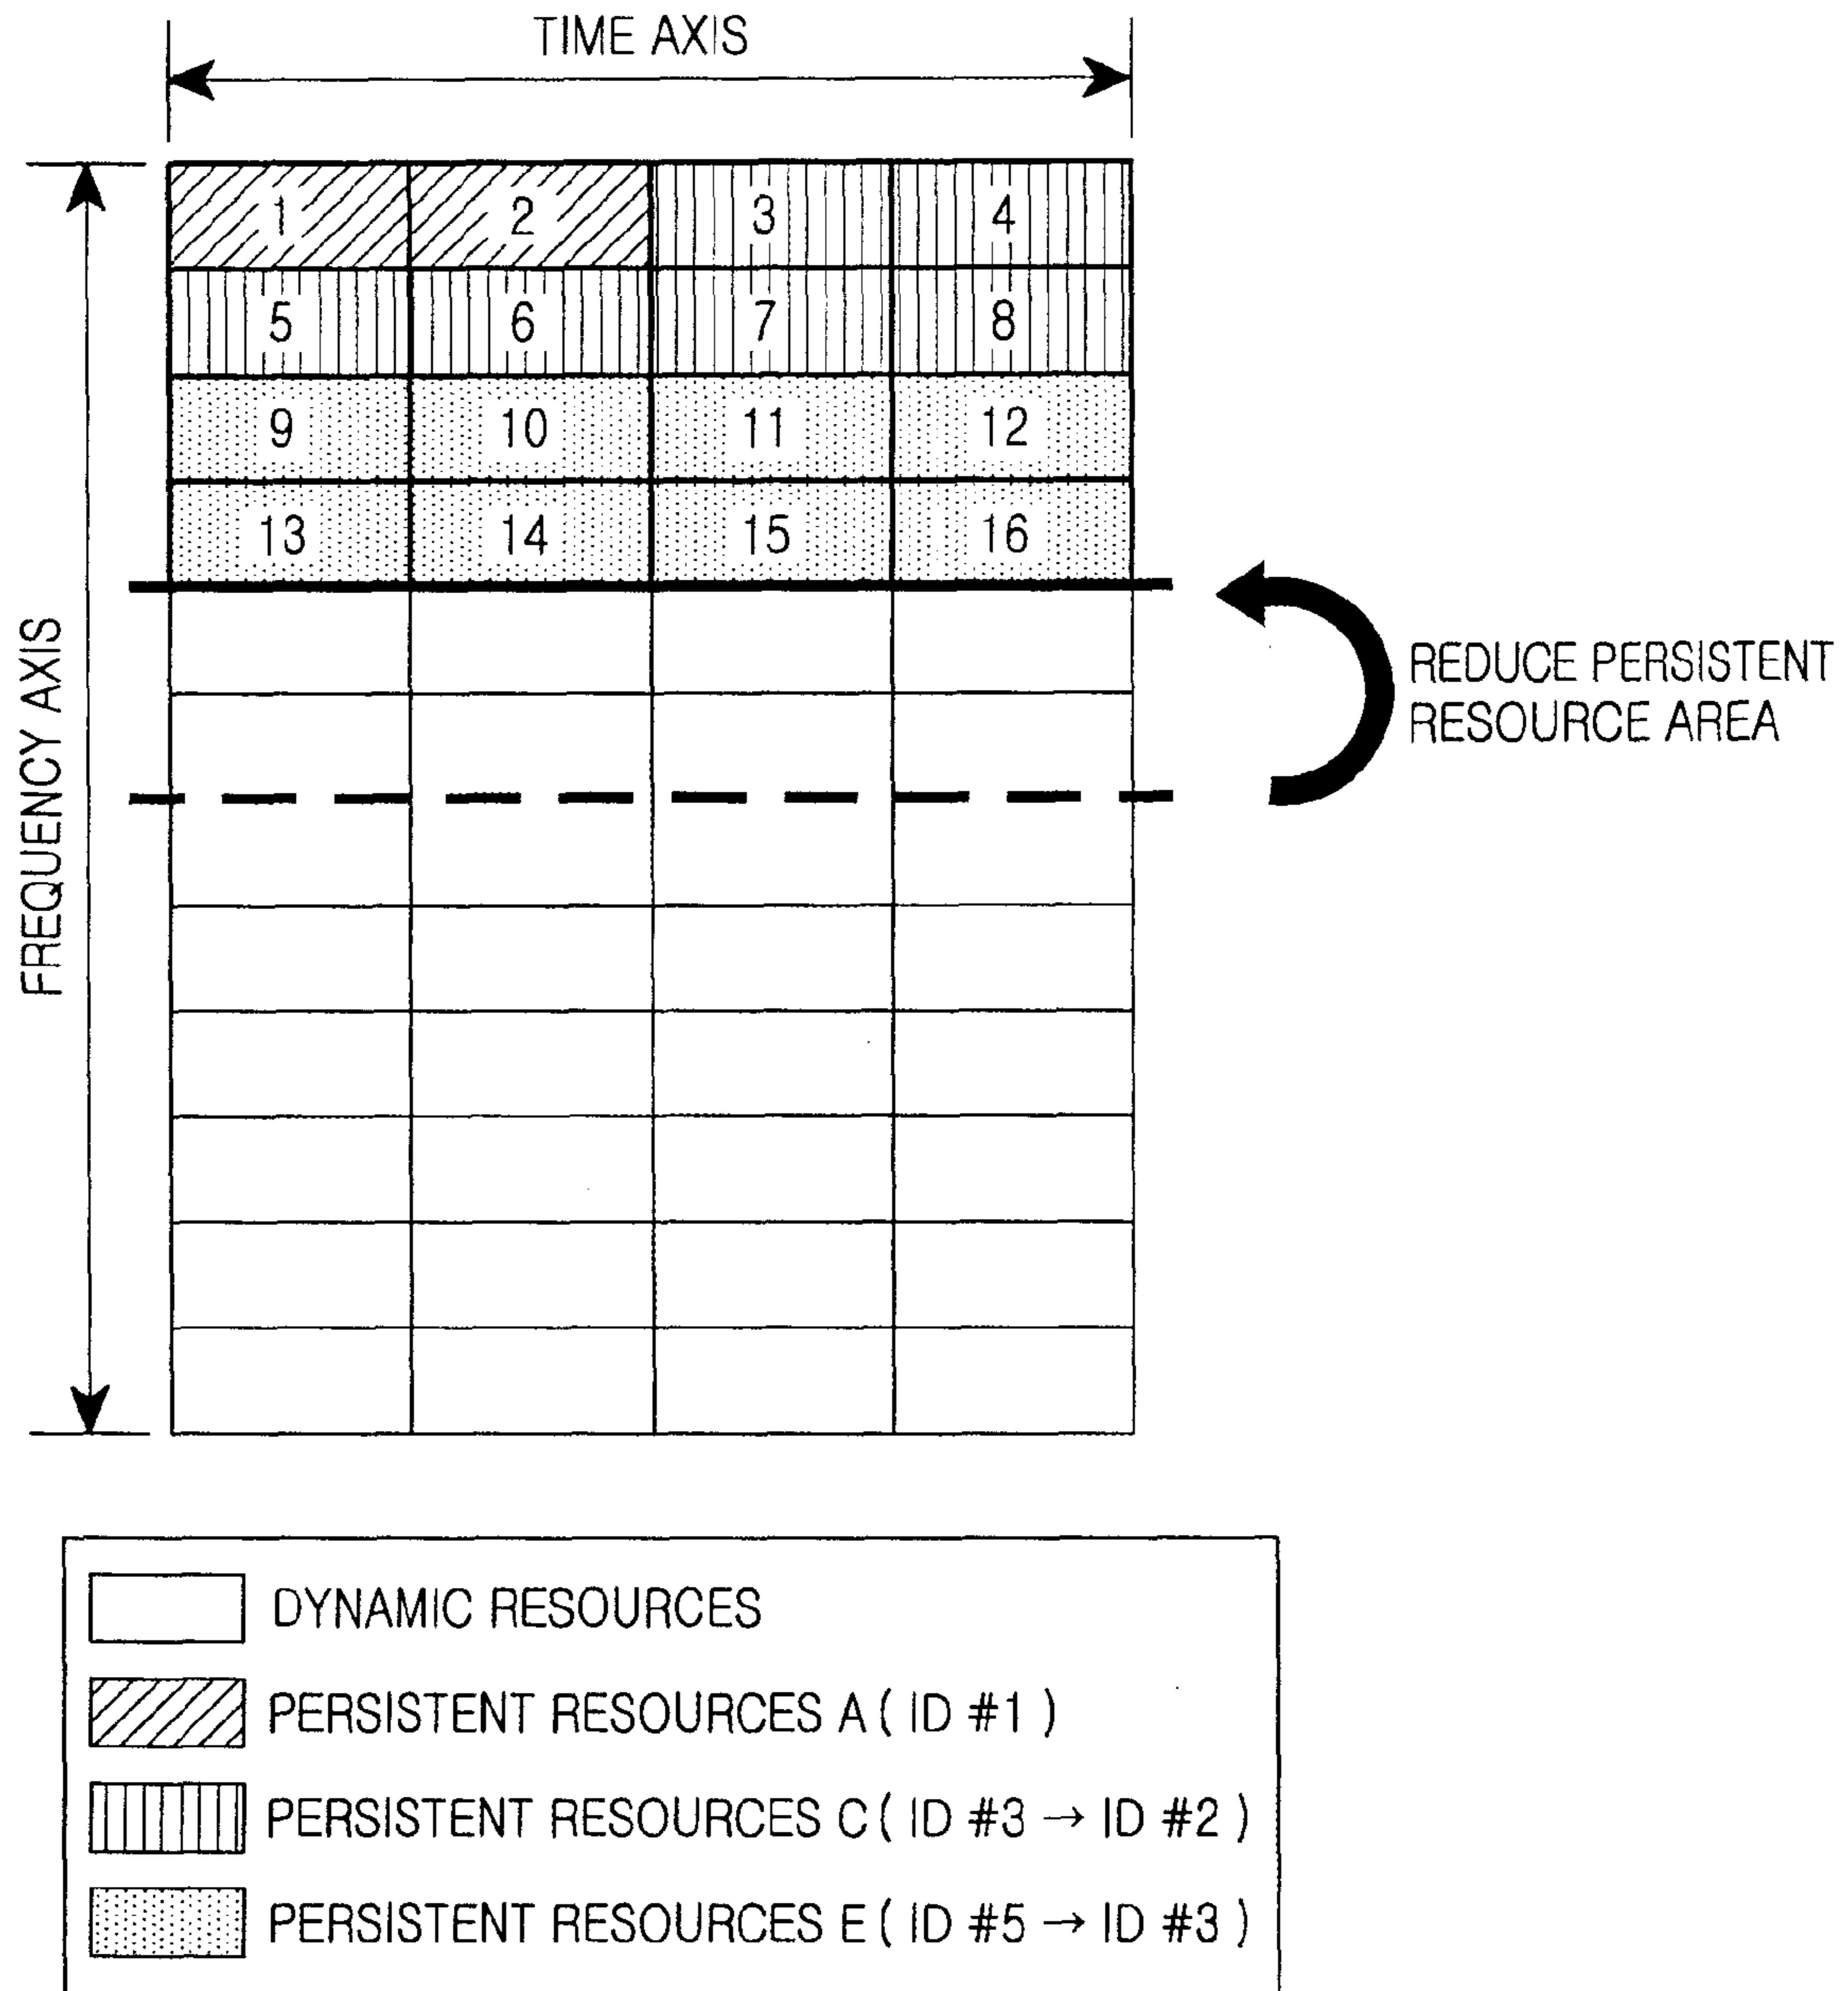 TIME AXIS
FREQUENCY AXIS
1 2 3 4
5 6 7 8
9 10 11 12
13 14 15 16
REDUCE PERSISTENT
RESOURCE AREA
DYNAMIC RESOURCES
PERSISTENT RESOURCES A ( ID #1 )
PERSISTENT RESOURCES C ( ID #3 → ID #2 )
PERSISTENT RESOURCES E ( ID #5 → ID #3 )